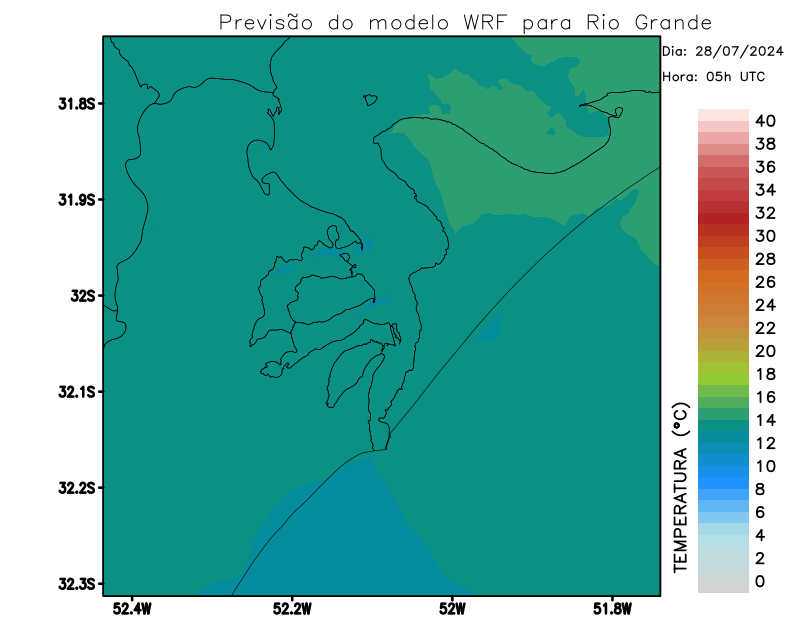 Previsão do modelo WRF para Rio Grande
Dia: 28/07/2024
Hora: 05h UTC
31.8S
31.9S
32S
32.1S
32.2S
32.3S
52.4W
52.2W
52W
51.8W
TEMPERATURA (°C)
40
38
36
34
32
30
28
26
24
22
20
18
16
14
12
10
8
6
4
2
0